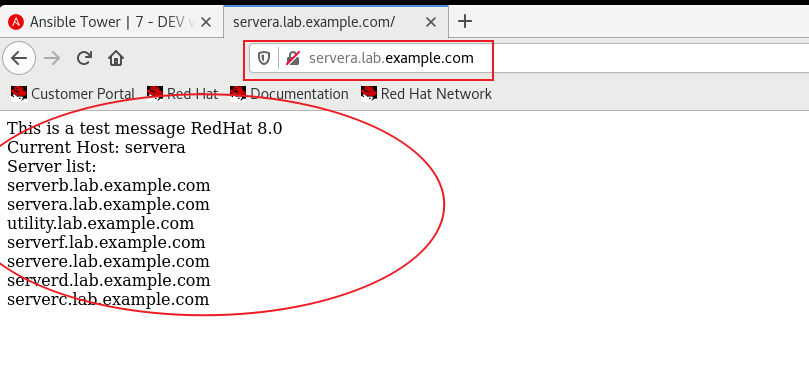 Ansible Tower | 7 - DEV
servera.lab.example.com/
servera.lab.example.com
Customer Portal
Red Hat
Documentation
Red Hat Network
This is a test message RedHat 8.0
Current Host: servera
Server list:
serverb.lab.example.com
servera.lab.example.com
utility.lab.example.com
serverf.lab.example.com
servere.lab.example.com
serverd.lab.example.com
serverc.lab.example.com